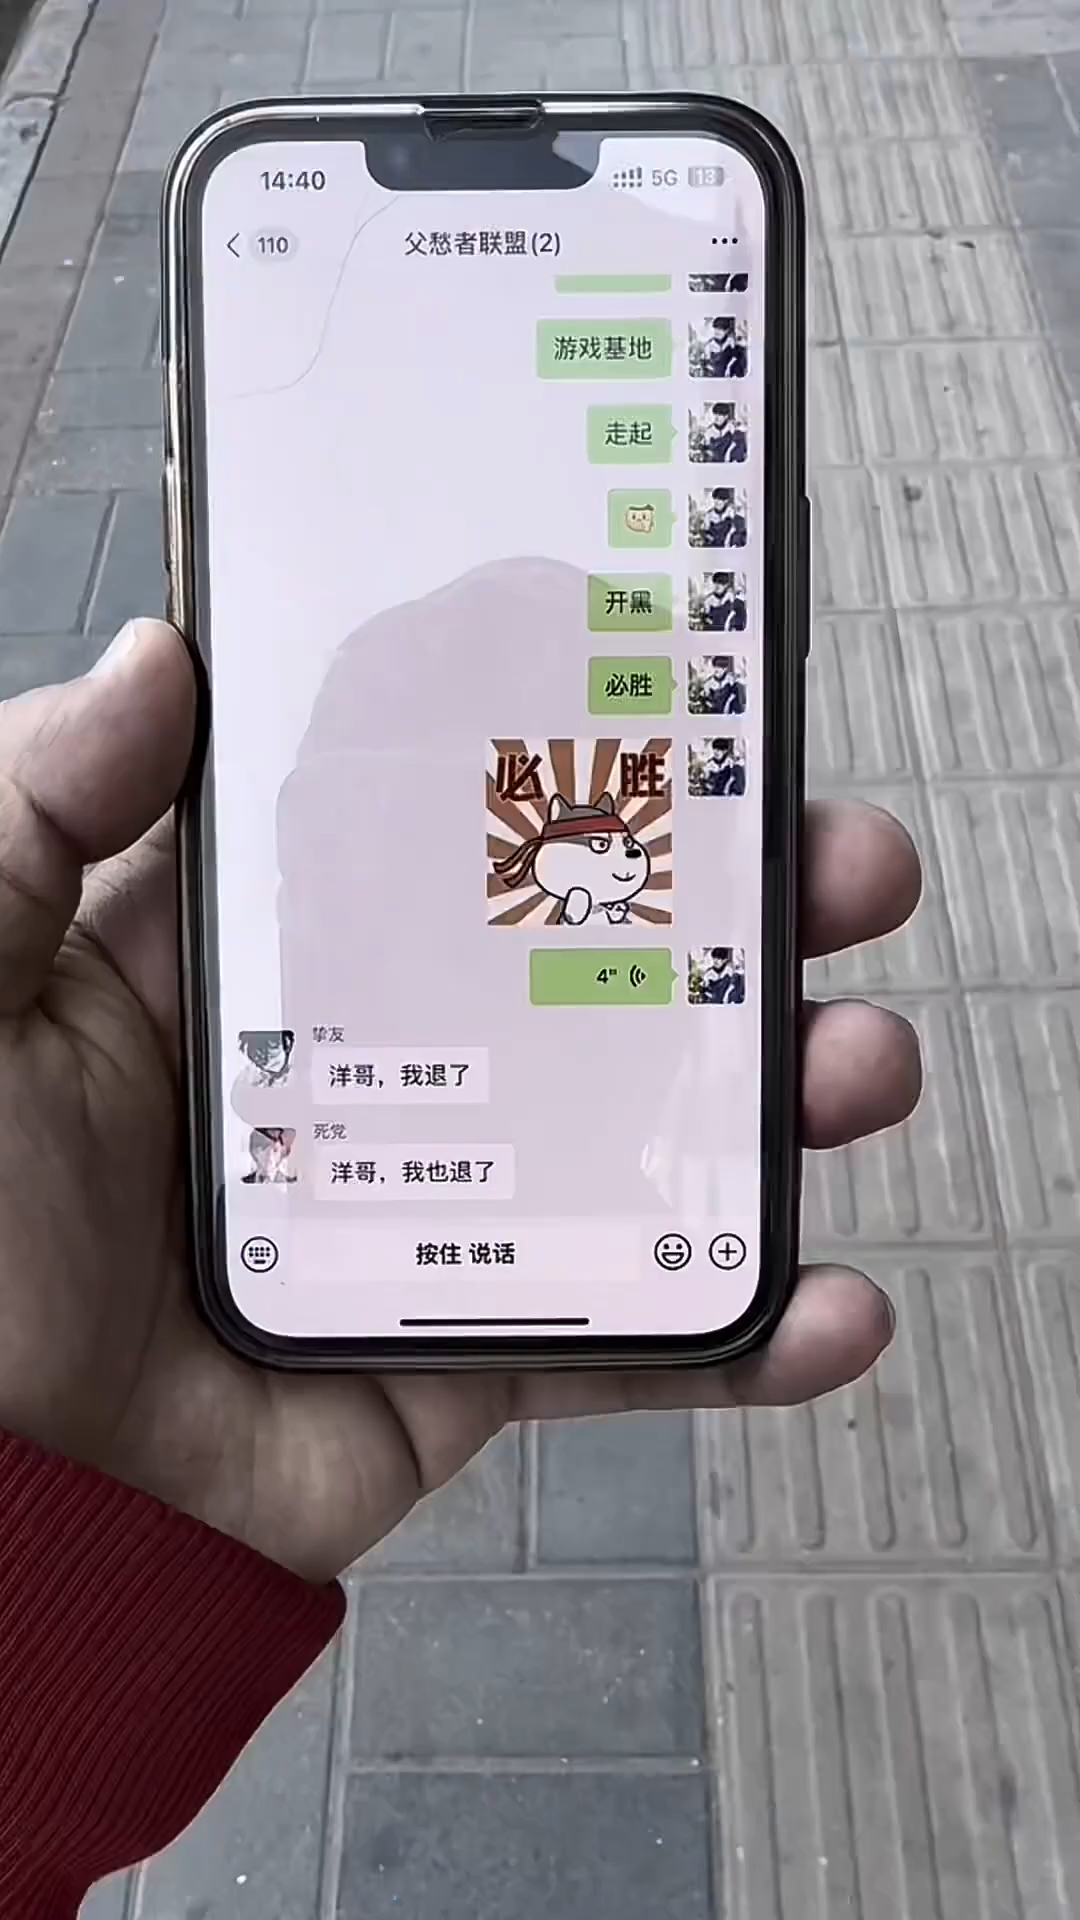 14:40
5G
13
110
父愁者联盟(2)
游戏基地
走起
开黑
必胜
必 胜
4"
挚友
洋哥，我退了
死党
洋哥，我也退了
按住 说话